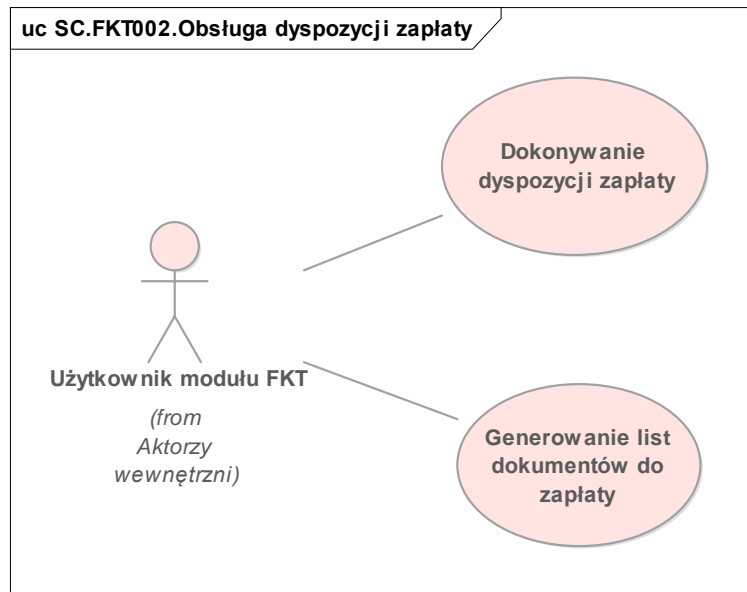 uc SC.FKT002.Obsługa dyspozycji zapłaty
Dokonywanie
dyspozycji zapłaty
Użytkownik modułu FKT
(from
Aktorzy
wewnętrzni)
Generowanie list
dokumentów do
zapłaty